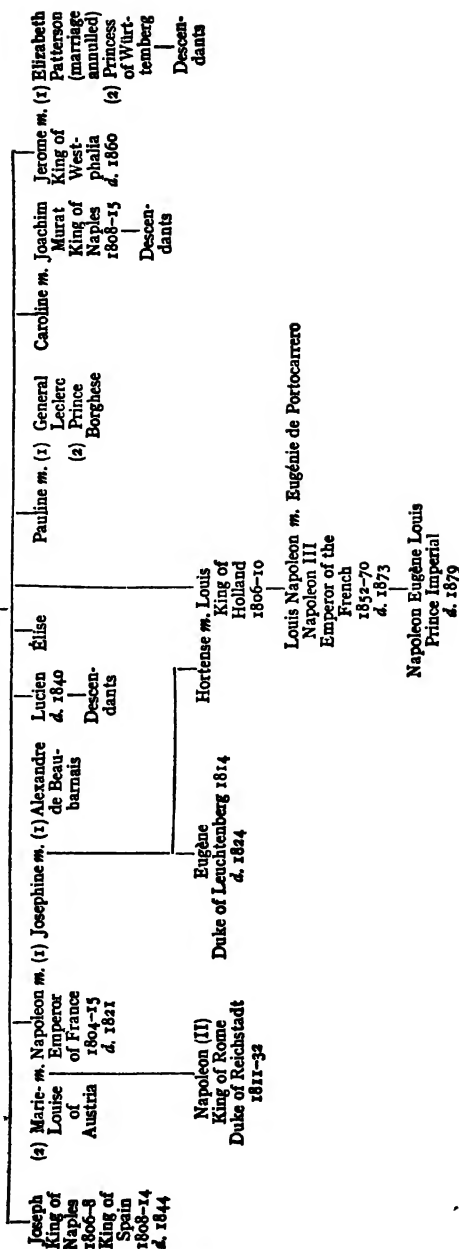 Joseph
King of
Naples
1806-8
King of
Spain
1808-14
d. 1844
(2) Marie-
Louise
of
Austria
m. Napoleon m. (1) Josephine m. (1) Alexandre
Emperor
of France
1804-15
d. 1821
de Beau-
harnais
Lucien
d. 1840
Descen-
dants
Élise
Pauline m. (1) General
Leclerc
(2) Prince
Borghese
Caroline m. Joachim
Murat
King of
Naples
1808-15
Descen-
dants
Jerome m. (1) Elizabeth
King of
West-
phalia
d. 1860
Patterson
(marriage
annulled)
(2) Princess
of Würt-
temberg
Descen-
dants
Napoleon (II)
King of Rome
Duke of Reichstadt
1811-32
Eugène
Duke of Leuchtenberg 1814
d. 1824
Hortense m. Louis
King of
Holland
1806-10
Louis Napoleon m. Eugénie de Portocarrero
Napoleon III
Emperor of the
French
1852-70
d. 1873
Napoleon Eugène Louis
Prince Imperial
d. 1879